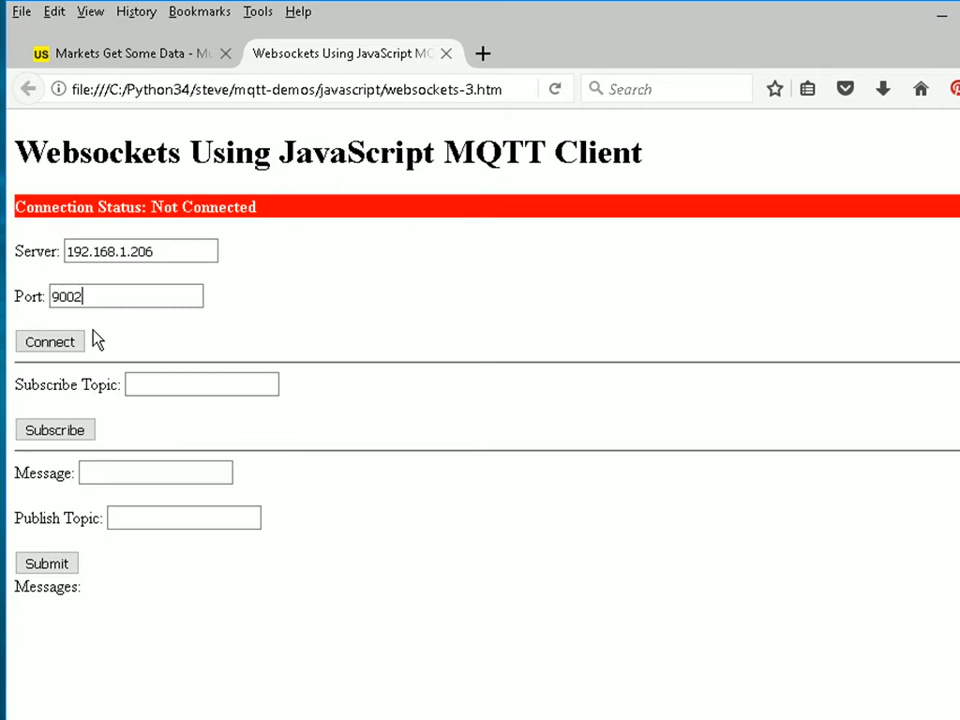 File Edit View History Bookmarks Tools Help
US Markets Get Some Data - M
Websockets Using JavaScript MQ
file:///C:/Python34/steve/mqtt-demos/javascript/websockets-3.htm
Search
Websockets Using JavaScript MQTT Client
Connection Status: Not Connected
Server: 192.168.1.206
Port: 9002
Connect
Subscribe Topic:
Subscribe
Message:
Publish Topic:
Submit
Messages: